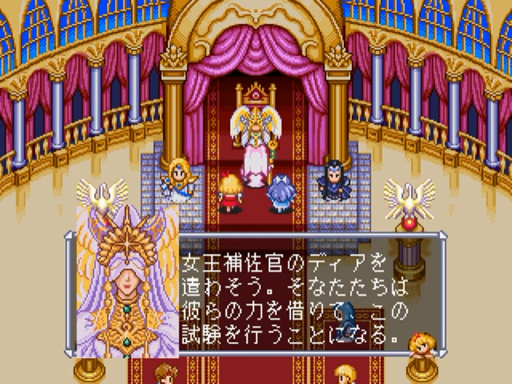 女王補佐官のディアを
遣わそう。そなたたちは
彼らの力を借りて、この
試験を行うことになる。